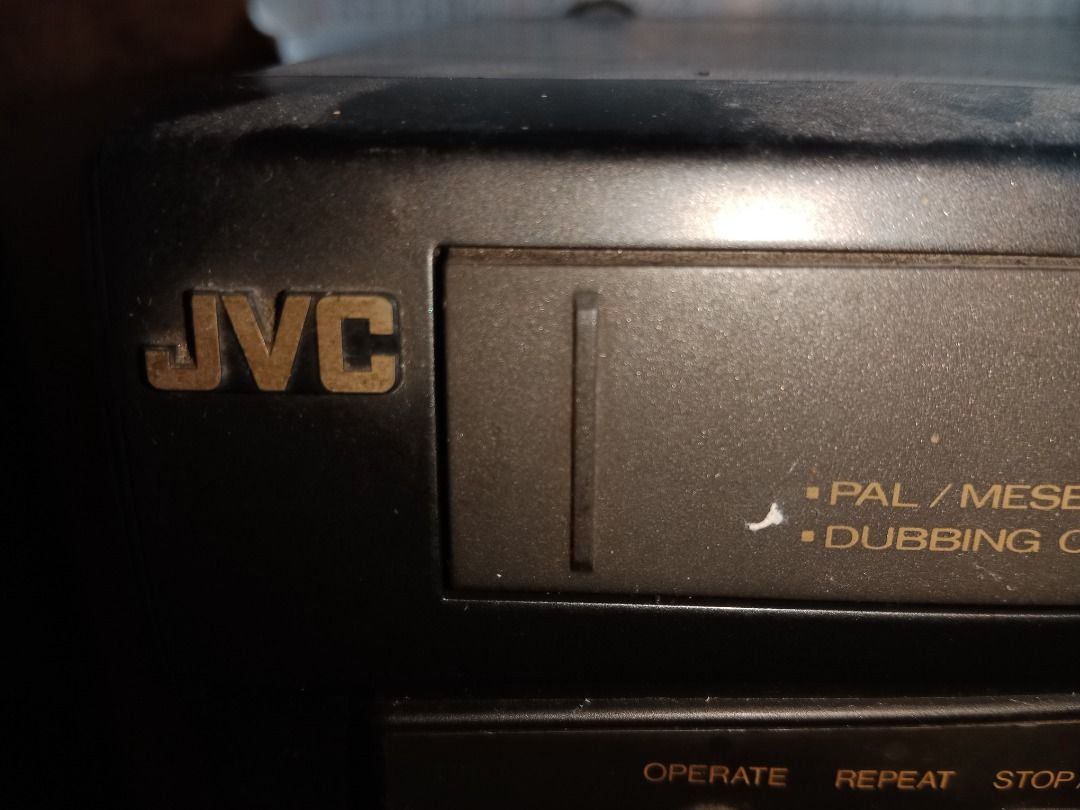 JVC
▪PAL / MESE
▪DUBBING C
OPERATE REPEAT STOP/